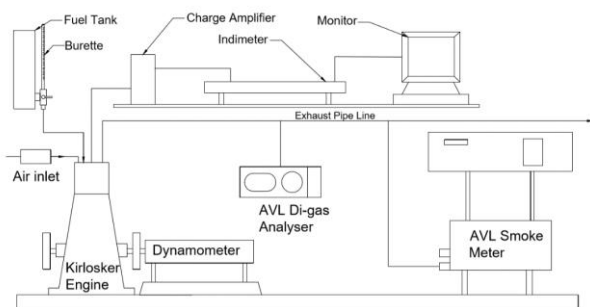 Fuel Tank
Burette
Charge Amplifier
Indimeter
Monitor
Exhaust Pipe Line
Air inlet
AVL Di-gas
Analyser
Dynamometer
Kirlosker
Engine
AVL Smoke
Meter